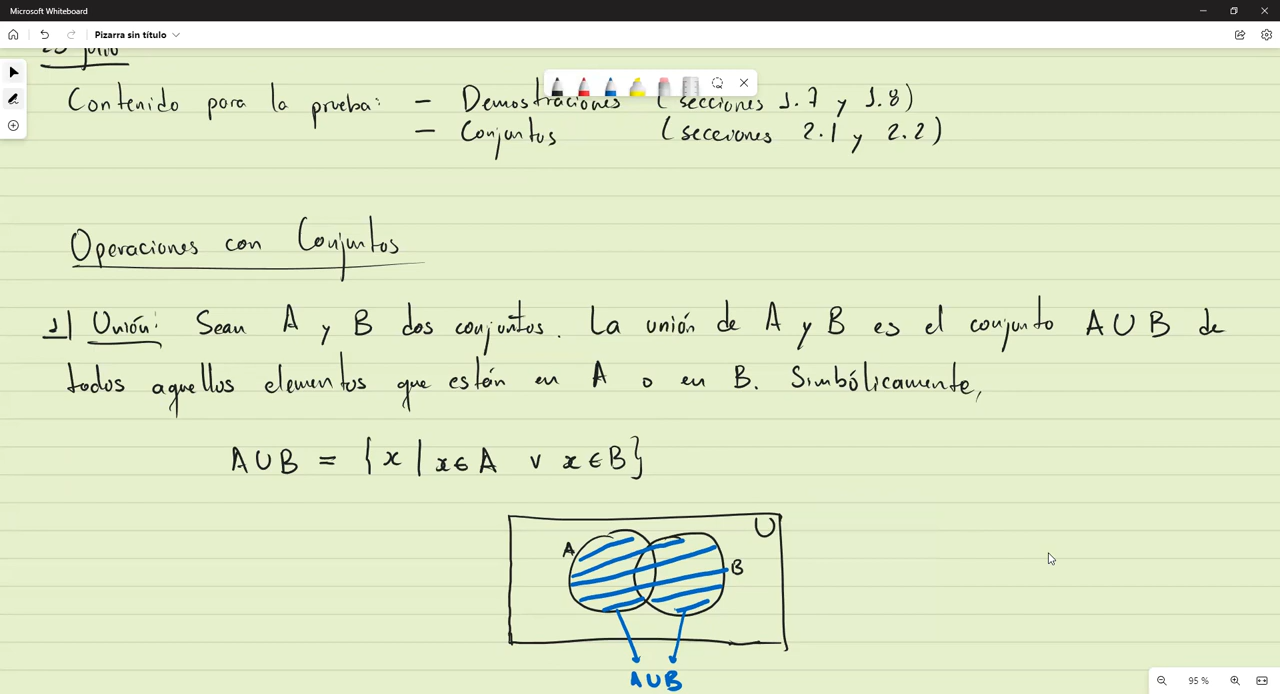 Microsoft Whiteboard
Pizarra sin título
25 julio
Contenido para la prueba: - Demostraciones (secciones 1.7 y 1.8)
- Conjuntos (secciones 2.1 y 2.2)
Operaciones con Conjuntos
1| Unión: Sean A y B dos conjuntos. La unión de A y B es el conjunto A ∪ B de
todos aquellos elementos que están en A o en B. Simbólicamente,
A ∪ B = {x | x ∈ A ∨ x ∈ B}
U
A
B
A ∪ B
95 %